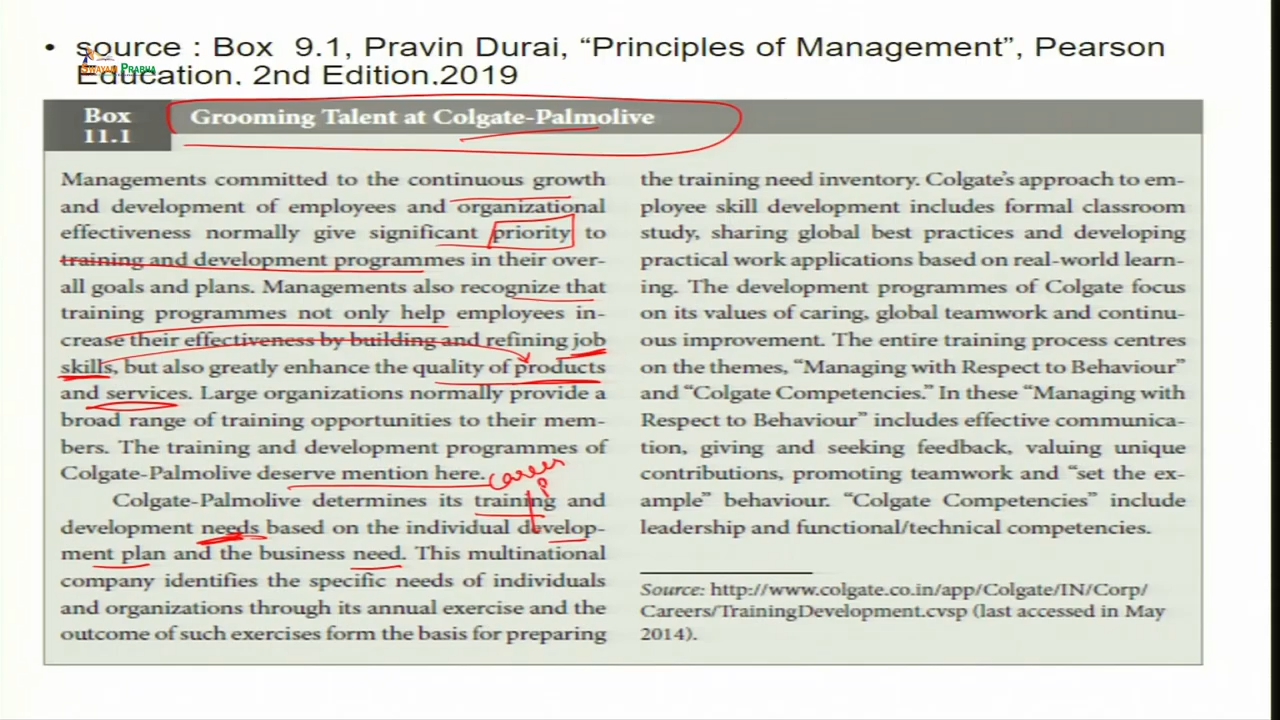 • source : Box 9.1, Pravin Durai, “Principles of Management”, Pearson
Education, 2nd Edition,2019
SWAYAM PRABHA
Box
11.1
Grooming Talent at Colgate-Palmolive
Managements committed to the continuous growth
and development of employees and organizational
effectiveness normally give significant priority to
training and development programmes in their over-
all goals and plans. Managements also recognize that
training programmes not only help employees in-
crease their effectiveness by building and refining job
skills, but also greatly enhance the quality of products
and services. Large organizations normally provide a
broad range of training opportunities to their mem-
bers. The training and development programmes of
Colgate-Palmolive deserve mention here.
career
Colgate-Palmolive determines its training and
development needs based on the individual develop-
ment plan and the business need. This multinational
company identifies the specific needs of individuals
and organizations through its annual exercise and the
outcome of such exercises form the basis for preparing
the training need inventory. Colgate’s approach to em-
ployee skill development includes formal classroom
study, sharing global best practices and developing
practical work applications based on real-world learn-
ing. The development programmes of Colgate focus
on its values of caring, global teamwork and continu-
ous improvement. The entire training process centres
on the themes, “Managing with Respect to Behaviour”
and “Colgate Competencies.” In these “Managing with
Respect to Behaviour” includes effective communica-
tion, giving and seeking feedback, valuing unique
contributions, promoting teamwork and “set the ex-
ample” behaviour. “Colgate Competencies” include
leadership and functional/technical competencies.
Source: http://www.colgate.co.in/app/Colgate/IN/Corp/
Careers/TrainingDevelopment.cvsp (last accessed in May
2014).